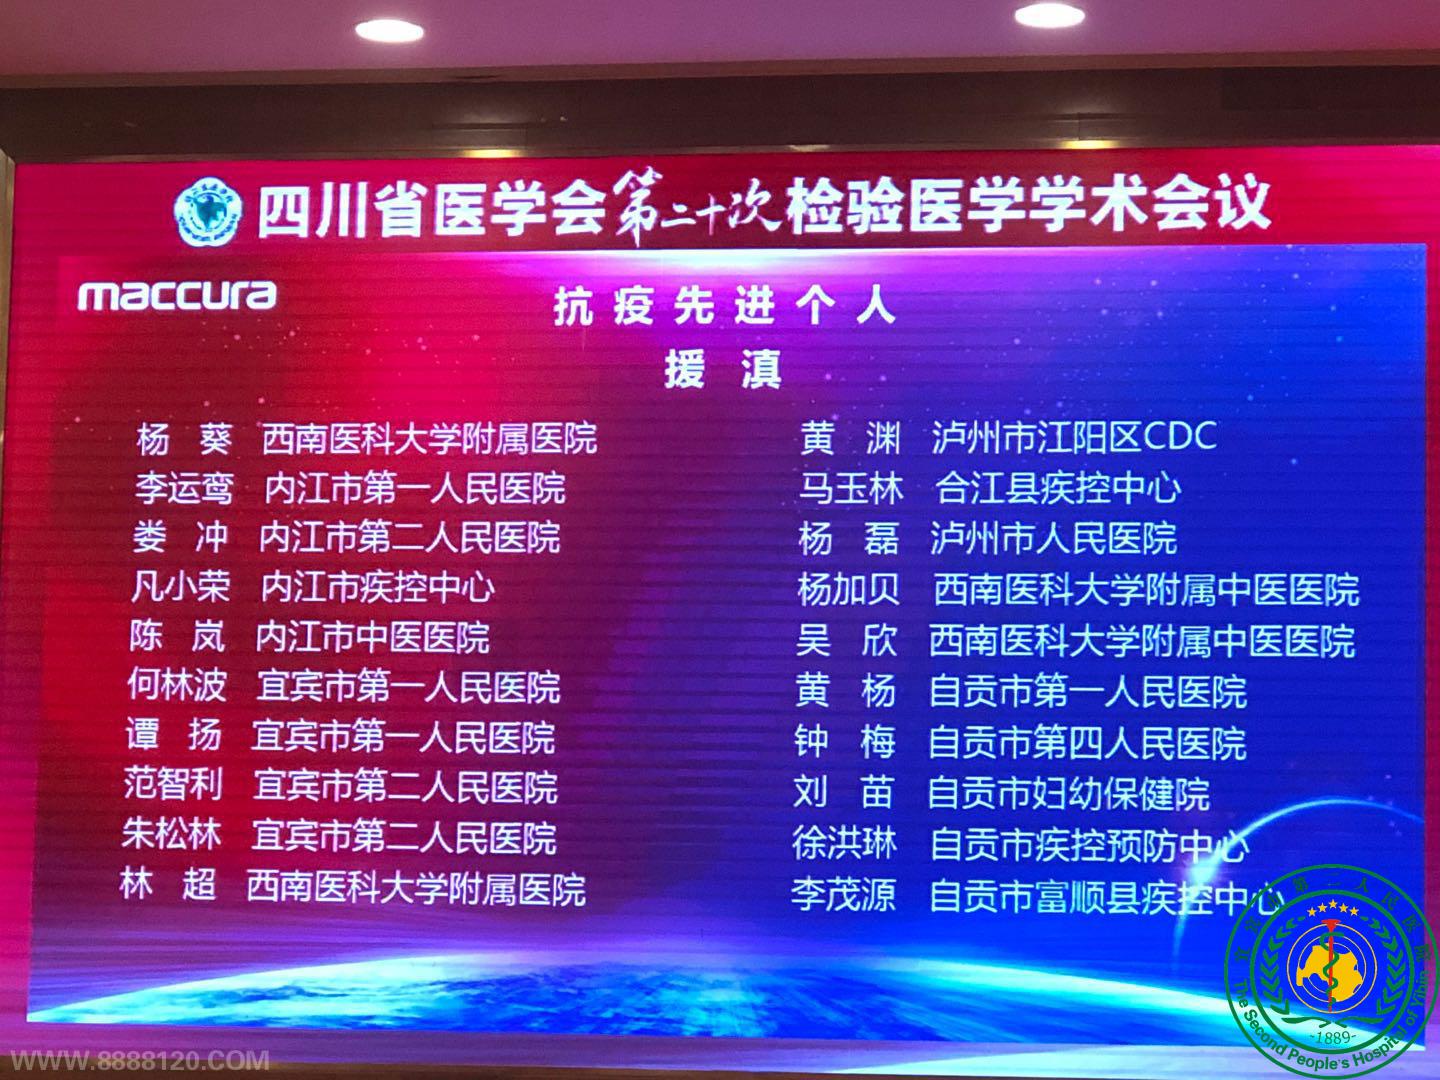 四川省医学会第二十次检验医学学术会议
maccura
抗疫先进个人
援滇
杨葵 西南医科大学附属医院
李运鸾 内江市第一人民医院
娄冲 内江市第二人民医院
凡小荣 内江市疾控中心
陈岚 内江市中医医院
何林波 宜宾市第一人民医院
谭扬 宜宾市第一人民医院
范智利 宜宾市第二人民医院
朱松林 宜宾市第二人民医院
林超 西南医科大学附属医院
黄渊 泸州市江阳区CDC
马玉林 合江县疾控中心
杨磊 泸州市人民医院
杨加贝 西南医科大学附属中医医院
吴欣 西南医科大学附属中医医院
黄杨 自贡市第一人民医院
钟梅 自贡市第四人民医院
刘苗 自贡市妇幼保健院
徐洪琳 自贡市疾控预防中心
李茂源 自贡市富顺县疾控中心
宜宾市第二人民医院
-1889-
The Second People's Hospital of Yibin
WWW.8888120.COM